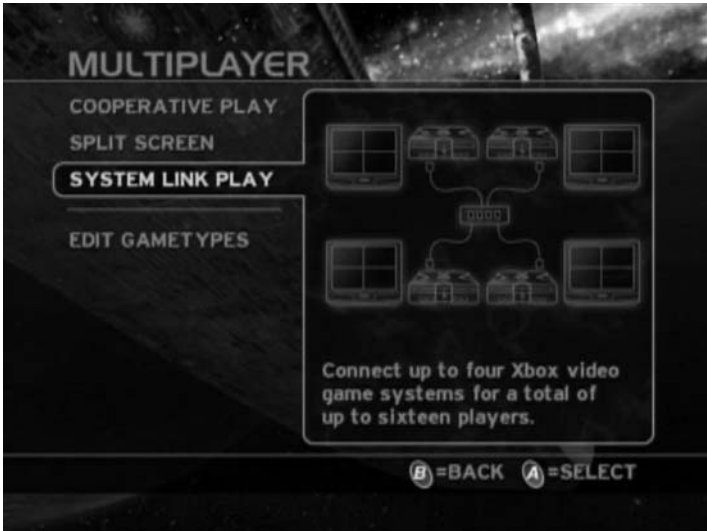 MULTIPLAYER
COOPERATIVE PLAY
SPLIT SCREEN
SYSTEM LINK PLAY
EDIT GAMETYPES
Connect up to four Xbox video
game systems for a total of
up to sixteen players.
B=BACK A=SELECT